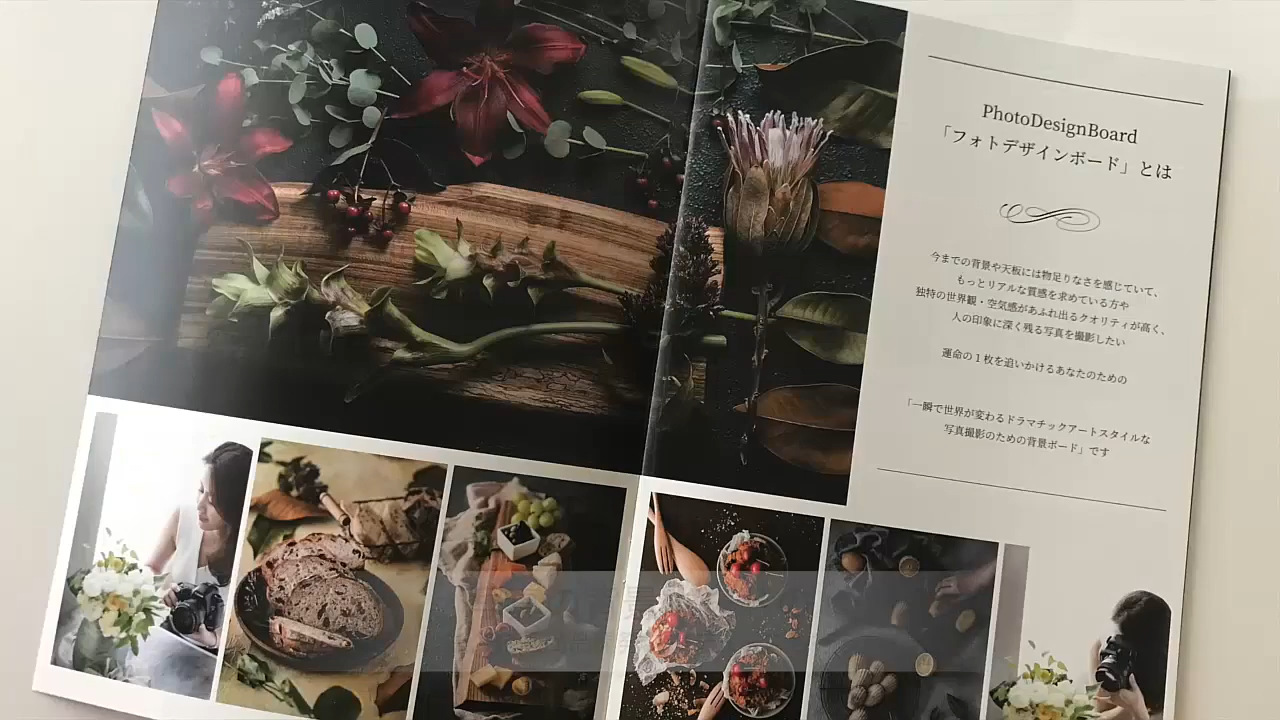 PhotoDesignBoard
「フォトデザインボード」とは
今までの背景や天板には物足りなさを感じていて、
もっとリアルな質感を求めている方や
独特の世界観・空気感があふれ出るクオリティが高く、
人の印象に深く残る写真を撮影したい
運命の1枚を追いかけるあなたのための
「一瞬で世界が変わるドラマチックアートスタイルな
写真撮影のための背景ボード」です